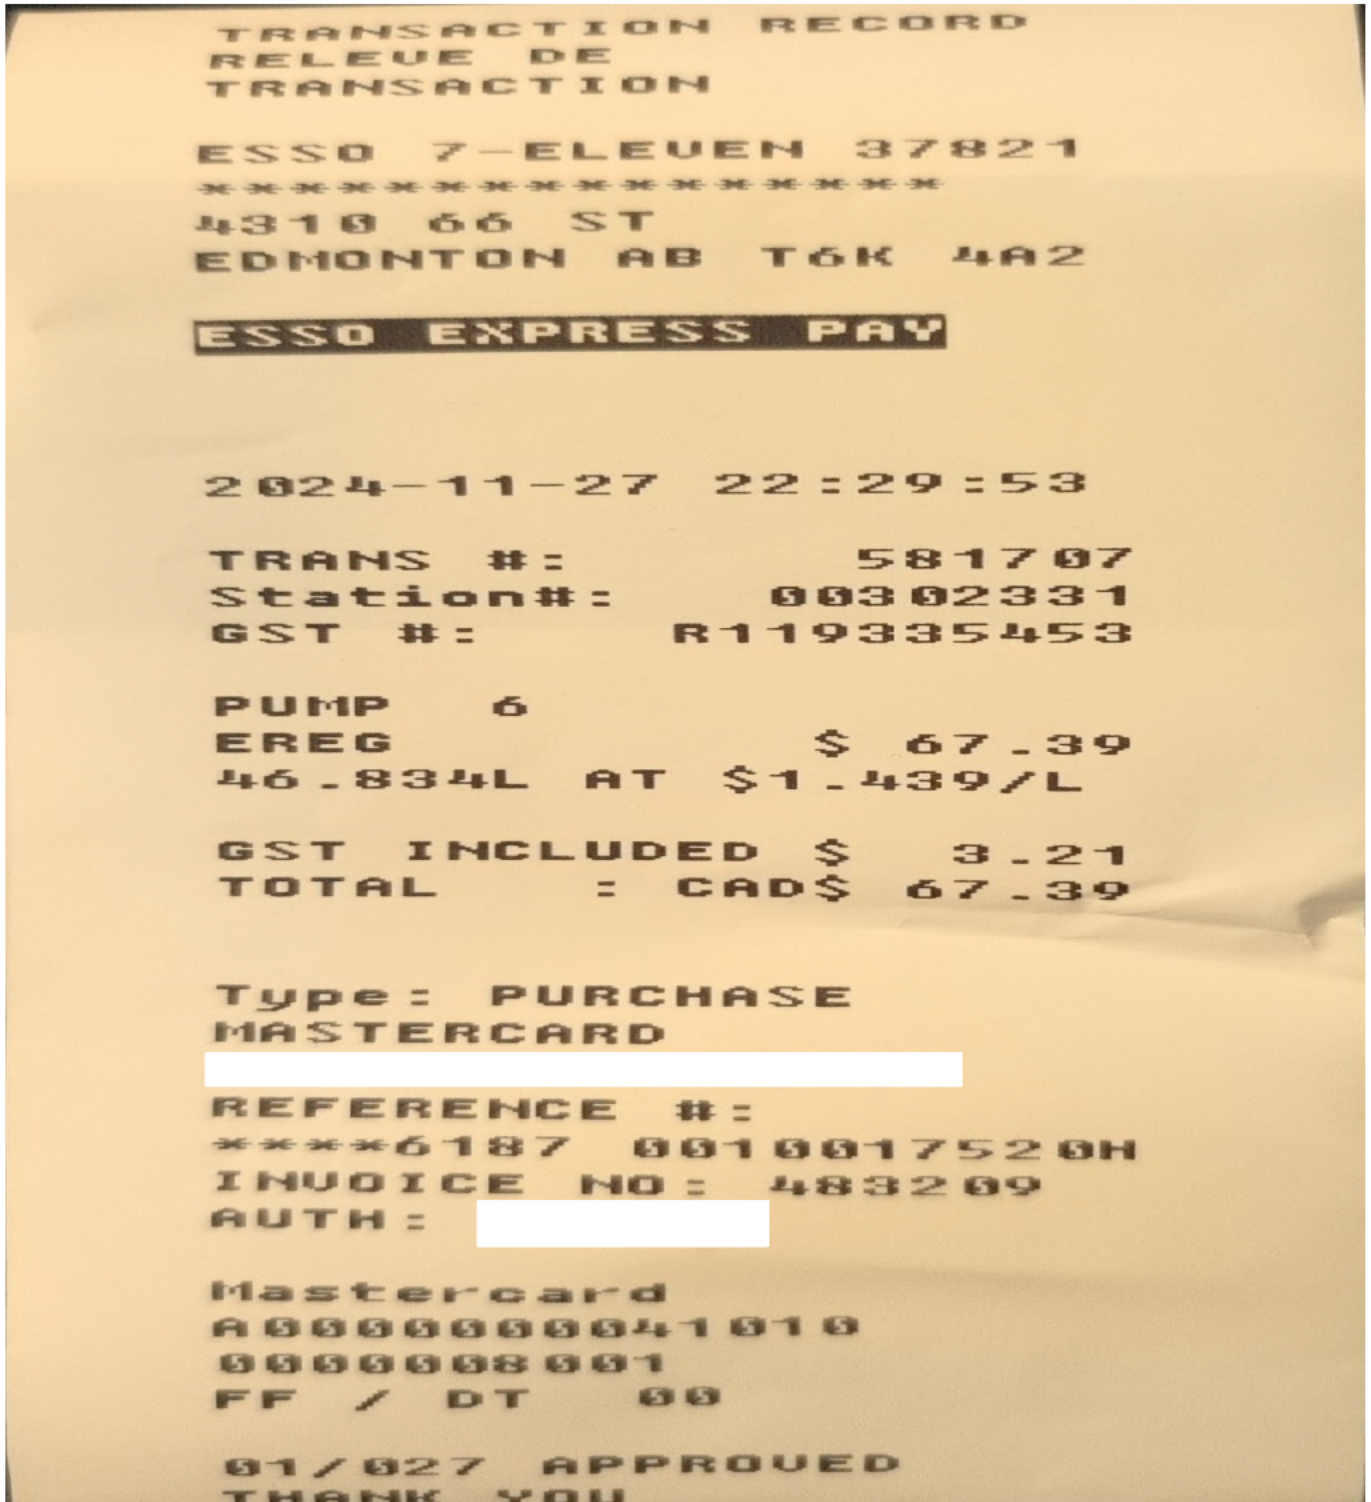 TRANSACTION RECORD
RELEVE DE
TRANSACTION
ESSO 7-ELEVEN 37821
*****************
4310 66 ST
EDMONTON AB T6K 4A2
ESSO EXPRESS PAY
2024-11-27 22:29:53
TRANS #: 581707
Station#: 00302331
GST #: R119335453
PUMP 6
EREG $ 67.39
46.834L AT $1.439/L
GST INCLUDED $ 3.21
TOTAL : CAD$ 67.39
Type: PURCHASE
MASTERCARD
REFERENCE #:
****6187 0010017520H
INVOICE NO: 483209
AUTH:
Mastercard
A0000000041010
0000008001
FF / DT 00
01/027 APPROVED
THANK YOU